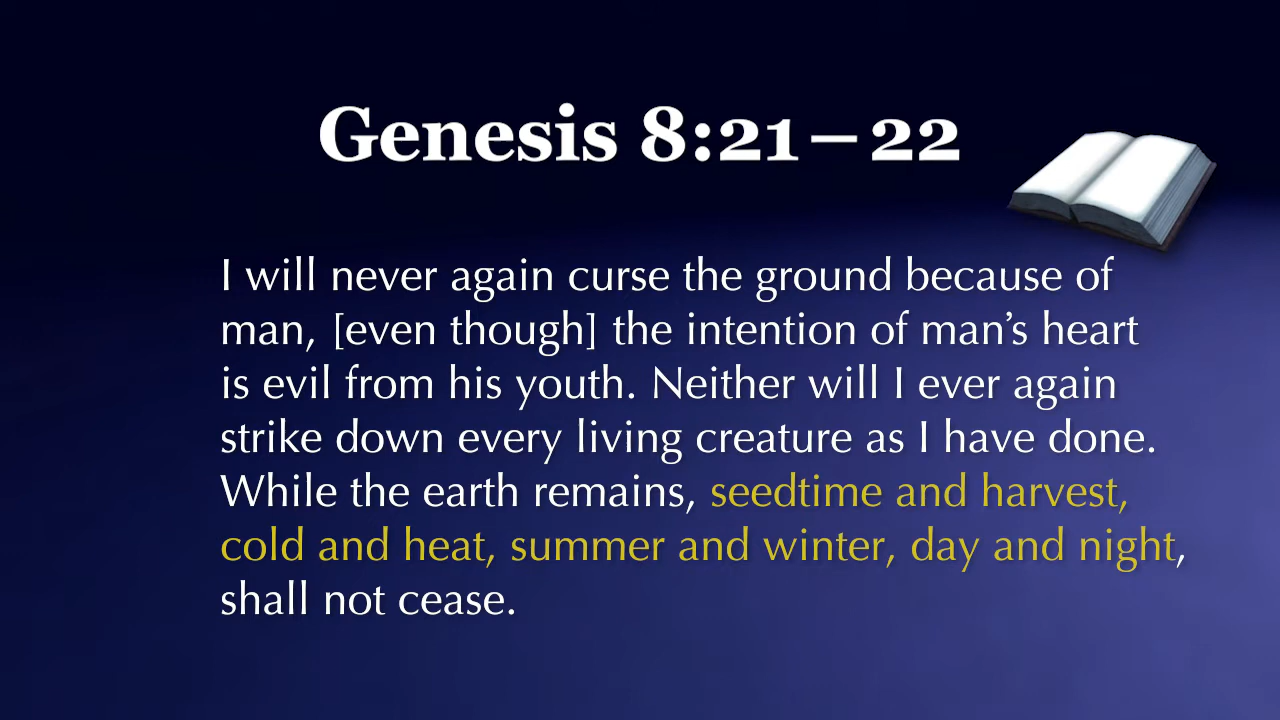 Genesis 8:21–22
I will never again curse the ground because of
man, [even though] the intention of man’s heart
is evil from his youth. Neither will I ever again
strike down every living creature as I have done.
While the earth remains, seedtime and harvest,
cold and heat, summer and winter, day and night,
shall not cease.